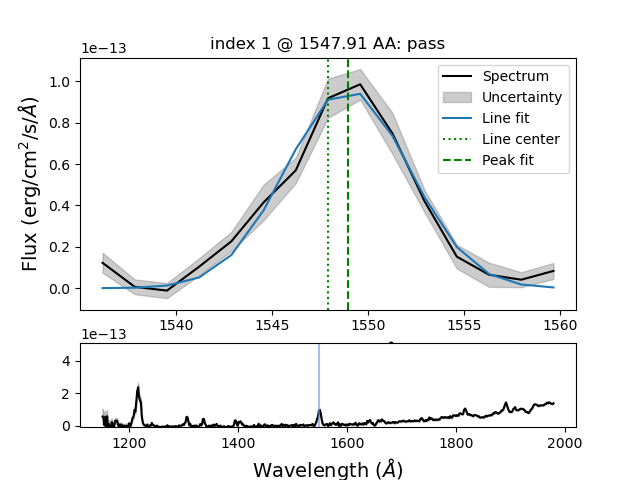 index 1 @ 1547.91 AA: pass
1e−13
Flux (erg/cm²/s/Å)
1.0
0.8
0.6
0.4
0.2
0.0
Spectrum
Uncertainty
Line fit
Line center
Peak fit
1540
1545
1550
1555
1560
1e−13
4
2
0
1200
1400
1600
1800
2000
Wavelength (Å)